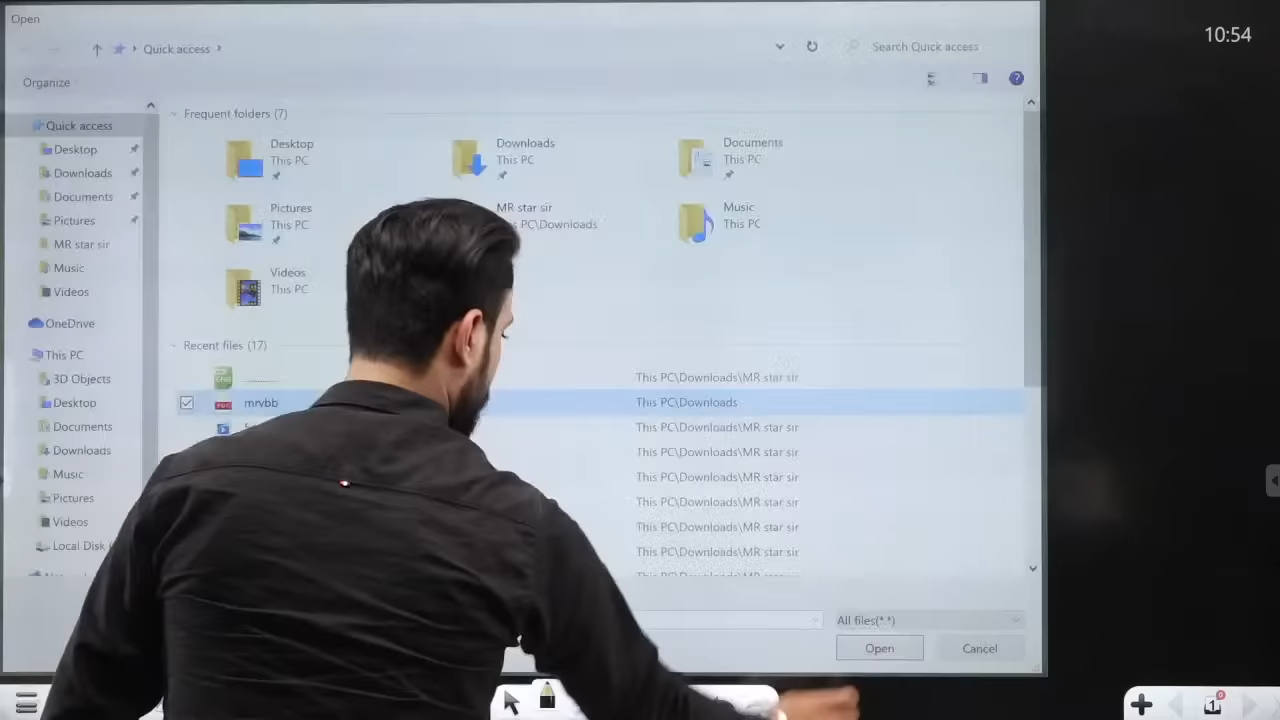 Open
10:54
Quick access
Search Quick access
Organize
Quick access
Desktop
Downloads
Documents
Pictures
MR star sir
Music
Videos
OneDrive
This PC
3D Objects
Desktop
Documents
Downloads
Music
Pictures
Videos
Local Disk
Frequent folders (7)
Desktop
This PC
Downloads
This PC
Documents
This PC
Pictures
This PC
MR star sir
PC\Downloads
Music
This PC
Videos
This PC
Recent files (17)
This PC\Downloads\MR star sir
mrvbb
This PC\Downloads
This PC\Downloads\MR star sir
This PC\Downloads\MR star sir
This PC\Downloads\MR star sir
This PC\Downloads\MR star sir
This PC\Downloads\MR star sir
This PC\Downloads\MR star sir
All files(*.*)
Open
Cancel
1